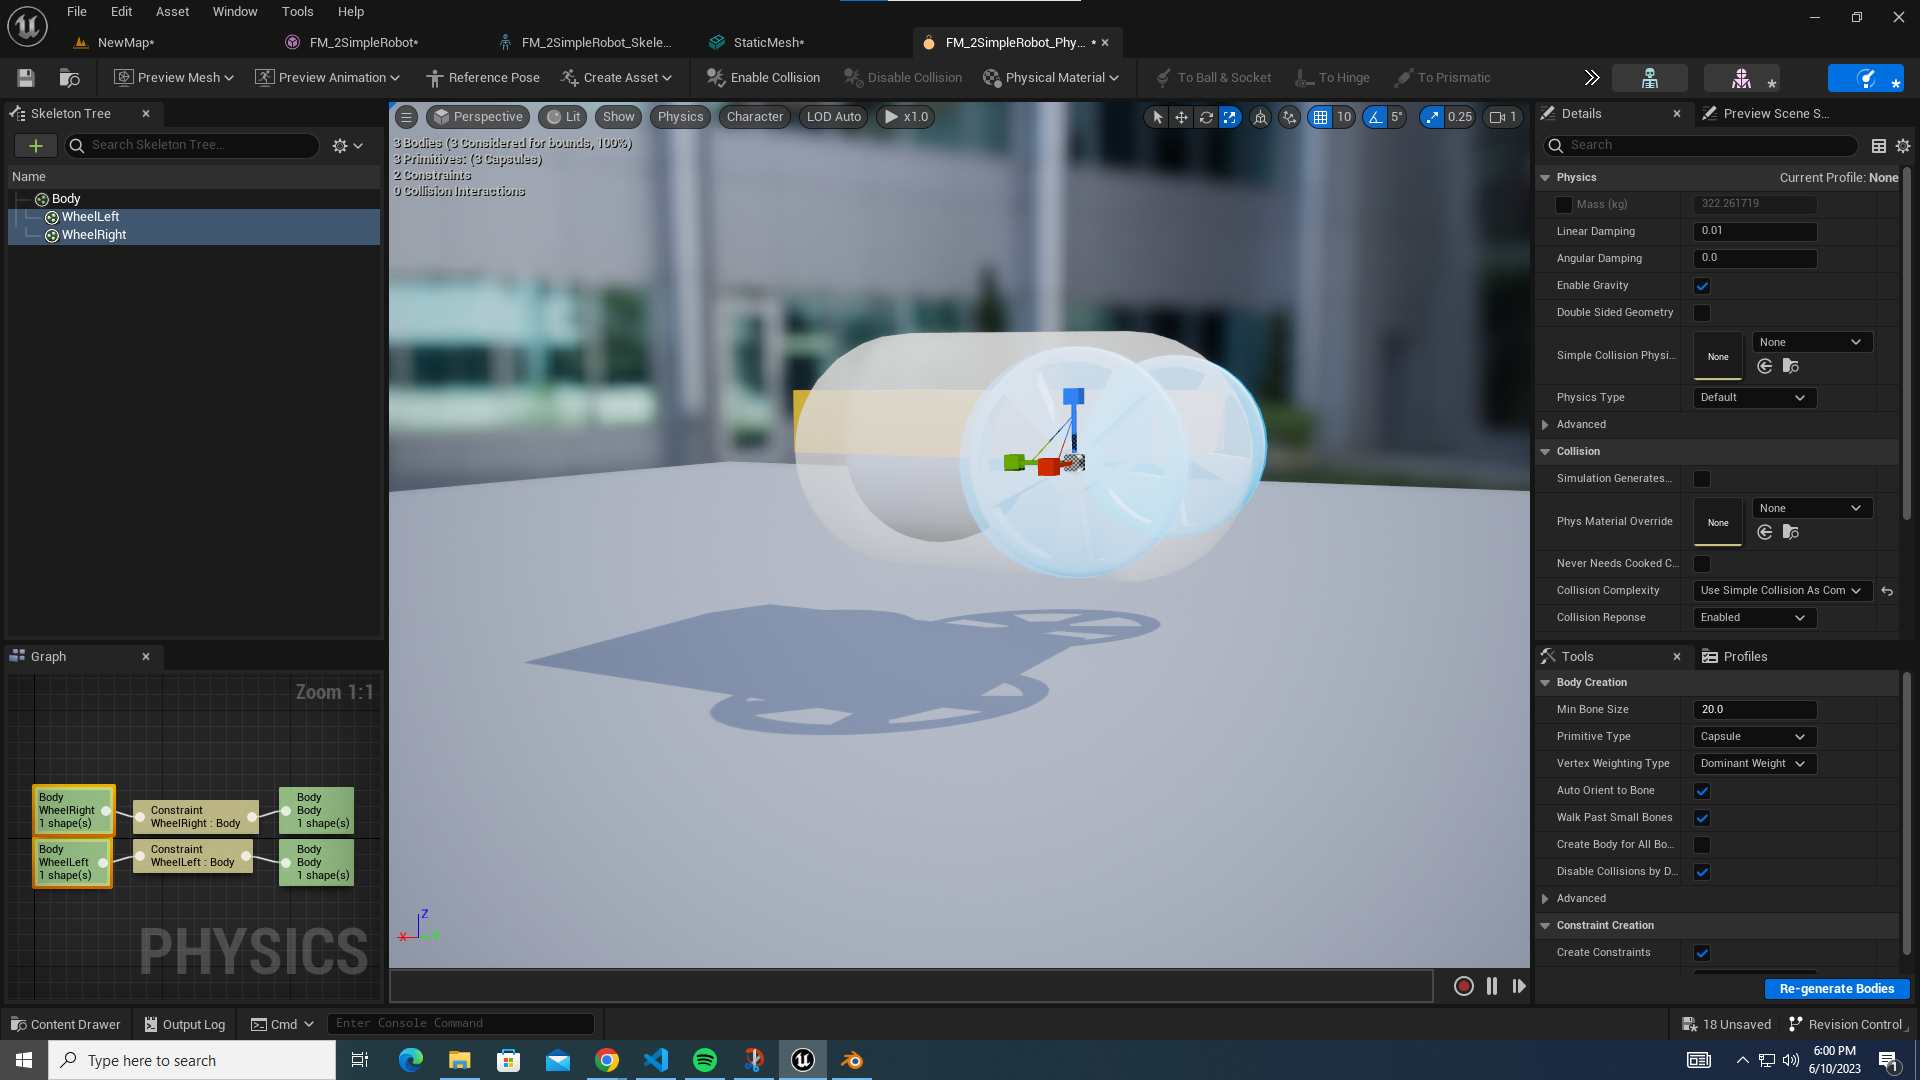 File Edit Asset Window Tools Help
NewMap*
FM_2SimpleRobot*
FM_2SimpleRobot_Skele...
StaticMesh*
FM_2SimpleRobot_Phy... *
Preview Mesh
Preview Animation
Reference Pose
Create Asset
Enable Collision
Disable Collision
Physical Material
To Ball & Socket
To Hinge
To Prismatic
Skeleton Tree
Search Skeleton Tree...
Name
Body
WheelLeft
WheelRight
Perspective
Lit
Show
Physics
Character
LOD Auto
x1.0
10
5°
0.25
1
3 Bodies (3 Considered for bounds, 100%)
3 Primitives: (3 Capsules)
2 Constraints
0 Collision Interactions
Z
X
Y
Graph
Zoom 1:1
Body
WheelRight
1 shape(s)
Constraint
WheelRight : Body
Body
Body
1 shape(s)
Body
WheelLeft
1 shape(s)
Constraint
WheelLeft : Body
Body
Body
1 shape(s)
PHYSICS
Details
Preview Scene S...
Search
Physics
Current Profile: None
Mass (kg) 322.261719
Linear Damping 0.01
Angular Damping 0.0
Enable Gravity
Double Sided Geometry
Simple Collision Physi... None None
Physics Type Default
Advanced
Collision
Simulation Generates...
Phys Material Override None None
Never Needs Cooked C...
Collision Complexity Use Simple Collision As Com
Collision Reponse Enabled
Tools
Profiles
Body Creation
Min Bone Size 20.0
Primitive Type Capsule
Vertex Weighting Type Dominant Weight
Auto Orient to Bone
Walk Past Small Bones
Create Body for All Bo...
Disable Collisions by D...
Advanced
Constraint Creation
Create Constraints
Re-generate Bodies
Content Drawer
Output Log
Cmd
Enter Console Command
18 Unsaved
Revision Control
Type here to search
6:00 PM
6/10/2023
1